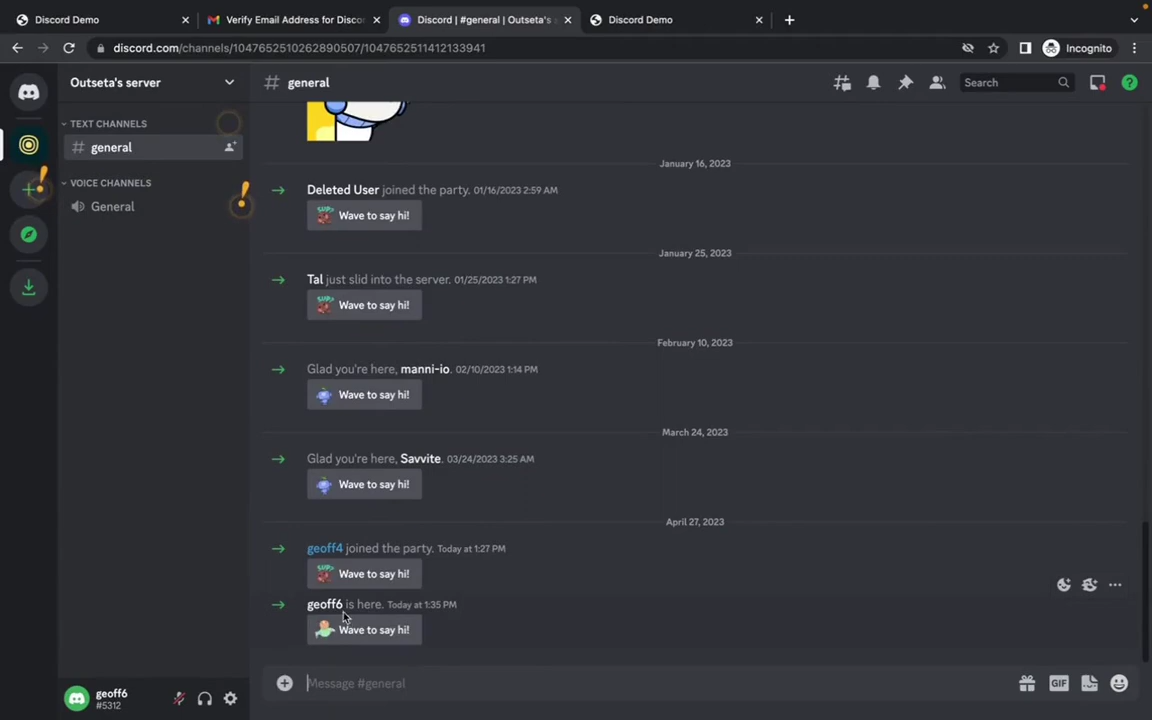 Discord Demo
Verify Email Address for Discor
Discord | #general | Outseta's s
Discord Demo
discord.com/channels/1047652510262890507/1047652511412133941
Incognito
Outseta's server
# general
Search
TEXT CHANNELS
# general
VOICE CHANNELS
General
January 16, 2023
Deleted User joined the party. 01/16/2023 2:59 AM
Wave to say hi!
January 25, 2023
Tal just slid into the server. 01/25/2023 1:27 PM
Wave to say hi!
February 10, 2023
Glad you're here, manni-io. 02/10/2023 1:14 PM
Wave to say hi!
March 24, 2023
Glad you're here, Savvite. 03/24/2023 3:25 AM
Wave to say hi!
April 27, 2023
geoff4 joined the party. Today at 1:27 PM
Wave to say hi!
geoff6 is here. Today at 1:35 PM
Wave to say hi!
Message #general
GIF
geoff6
#5312